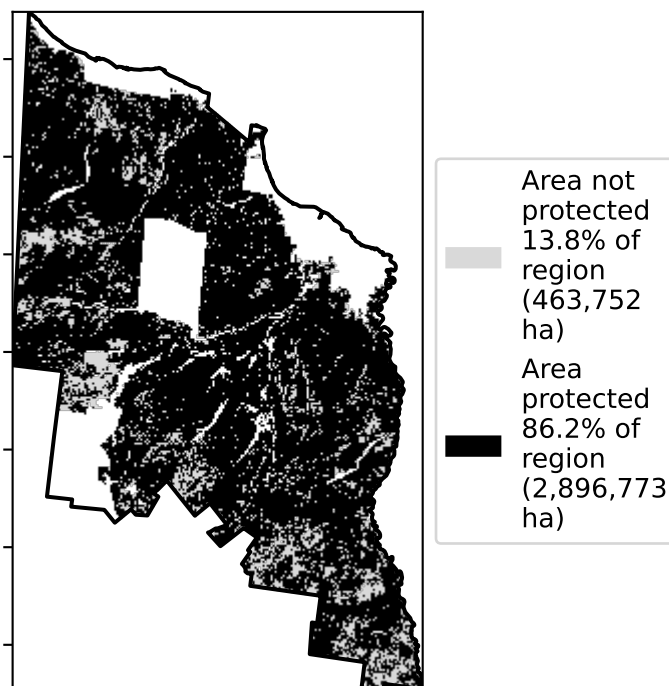 Area not
protected
13.8% of
region
(463,752
ha)
Area
protected
86.2% of
region
(2,896,773
ha)